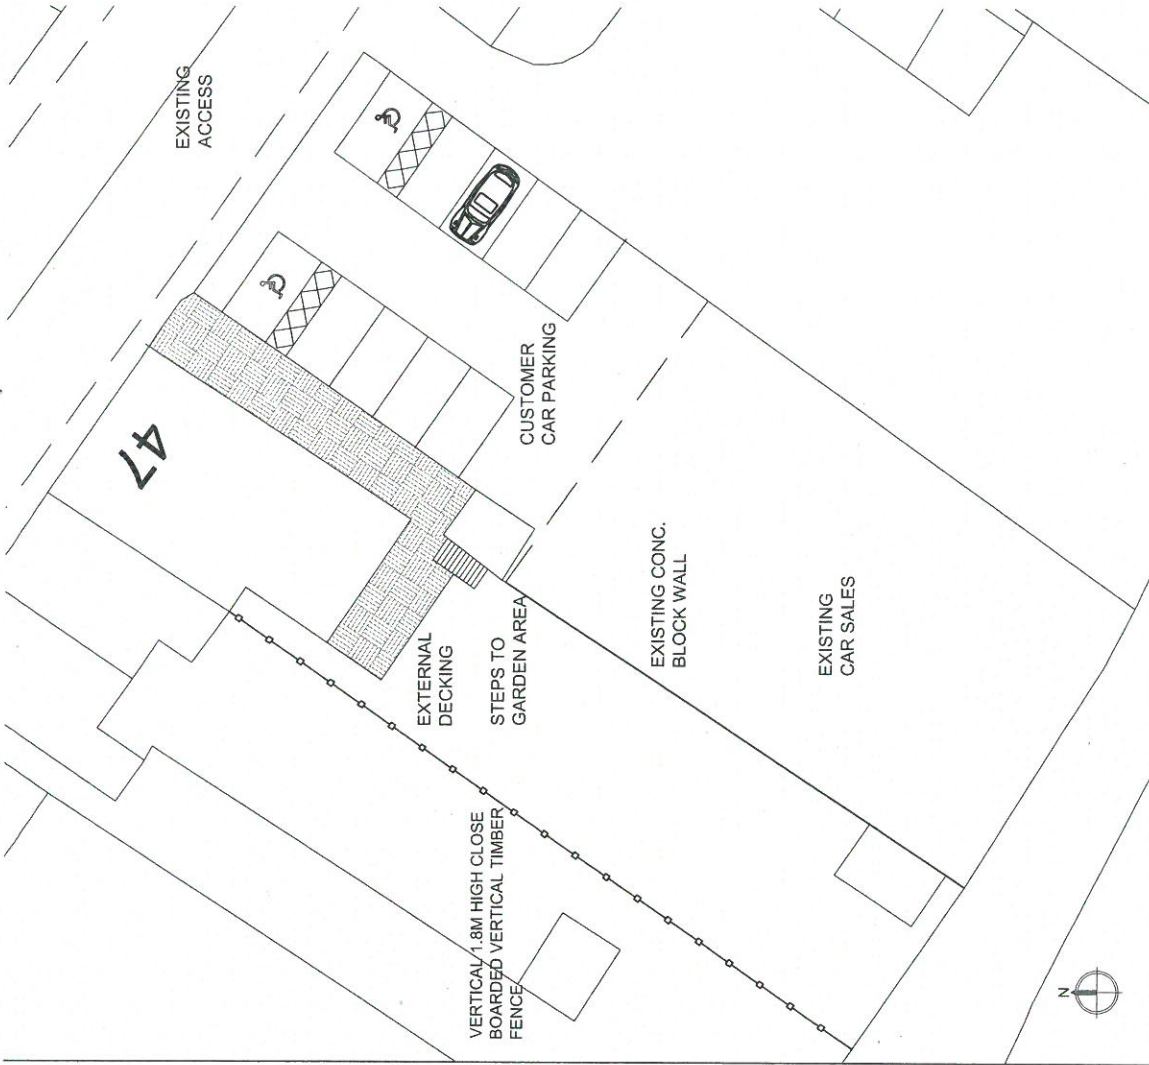 EXISTING
ACCESS
47
CUSTOMER
CAR PARKING
EXISTING CONC.
BLOCK WALL
EXISTING
CAR SALES
EXTERNAL
DECKING
STEPS TO
GARDEN AREA
VERTICAL 1.8M HIGH CLOSE
BOARDED VERTICAL TIMBER
FENCE
N